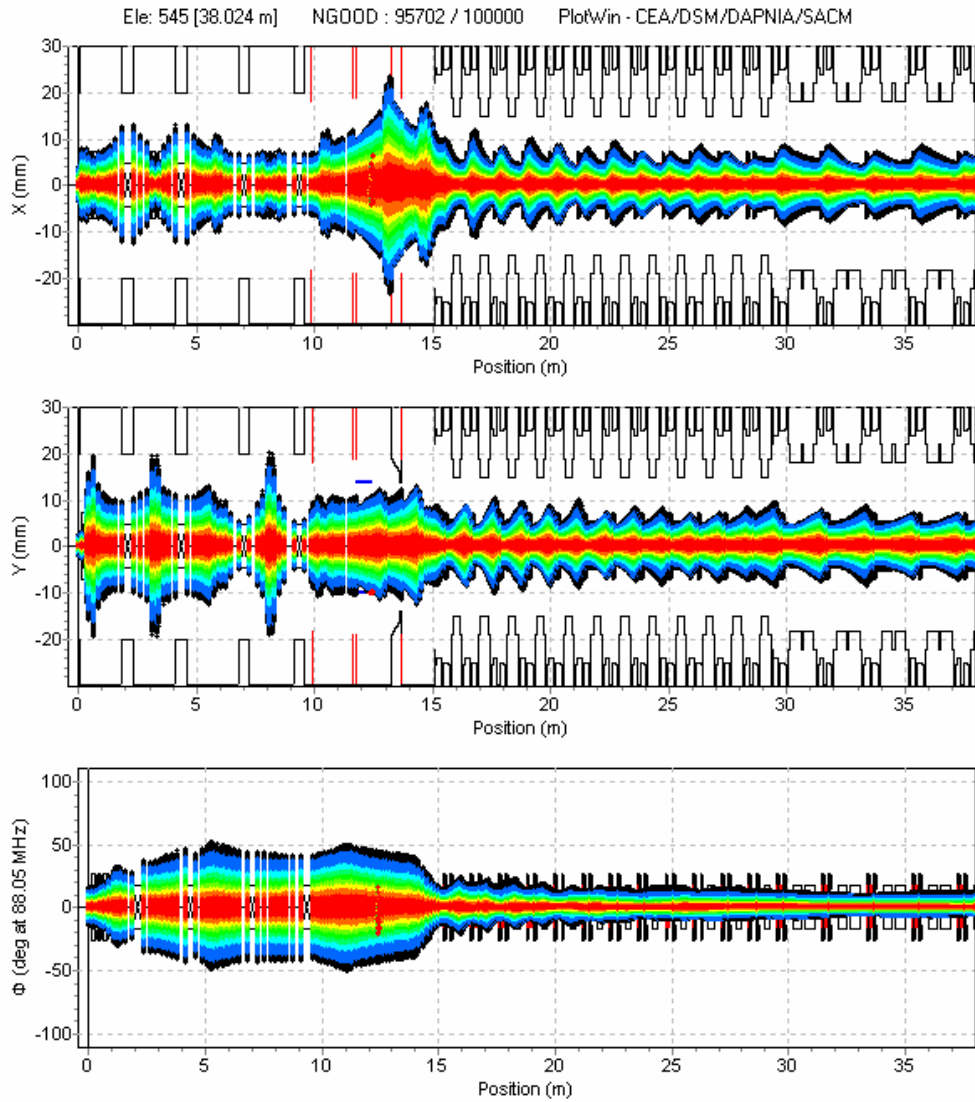 Ele: 545 [38.024 m] NGOOD : 95702 / 100000 PlotWin - CEA/DSM/DAPNIA/SACM
30
20
10
0
-10
-20
X (mm)
0 5 10 15 20 25 30 35
Position (m)
30
20
10
0
-10
-20
Y (mm)
0 5 10 15 20 25 30 35
Position (m)
100
50
0
-50
-100
Φ (deg at 88.05 MHz)
0 5 10 15 20 25 30 35
Position (m)